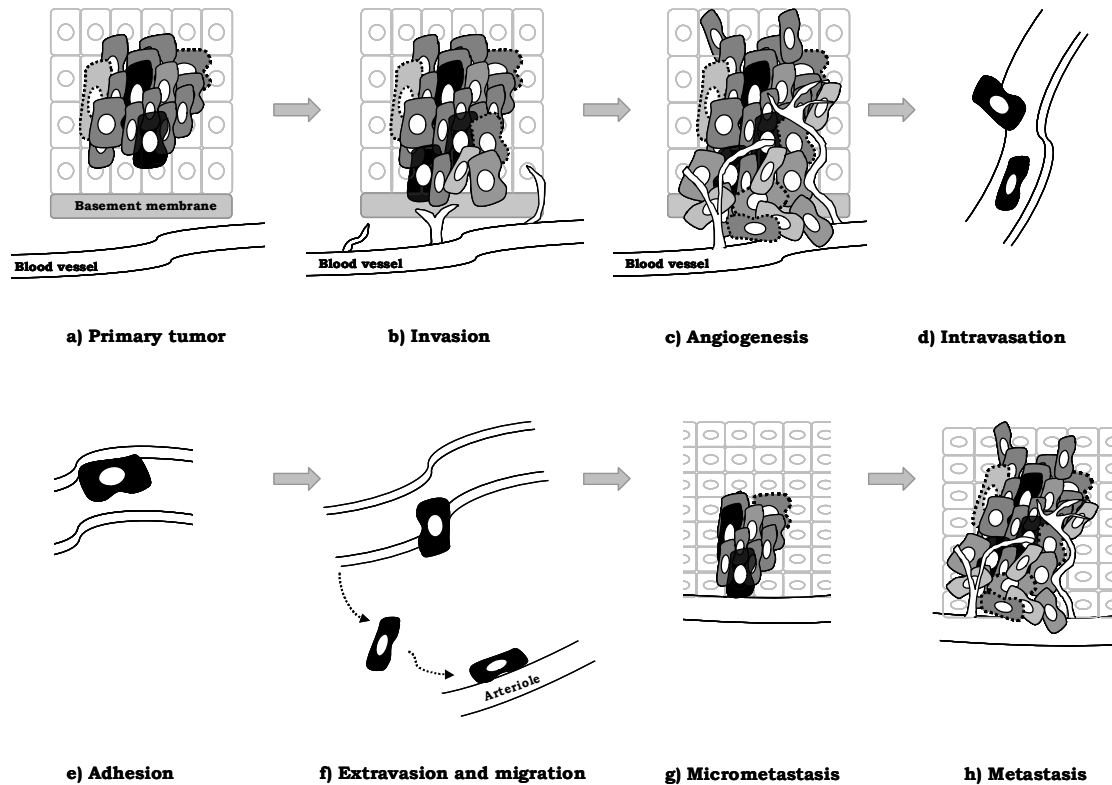 Basement membrane
Blood vessel
Blood vessel
Blood vessel
a) Primary tumor
b) Invasion
c) Angiogenesis
d) Intravasation
Arteriole
e) Adhesion
f) Extravasion and migration
g) Micrometastasis
h) Metastasis